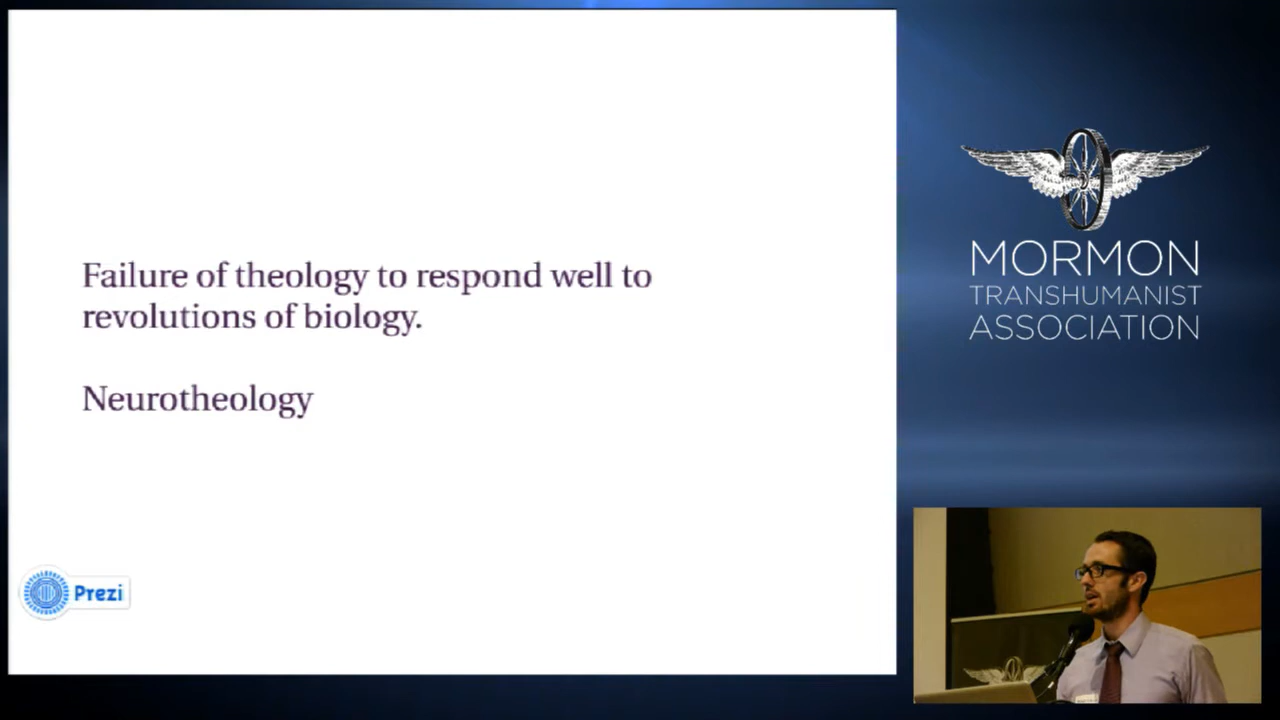 Failure of theology to respond well to
revolutions of biology.
Neurotheology
Prezi
MORMON
TRANSHUMANIST
ASSOCIATION